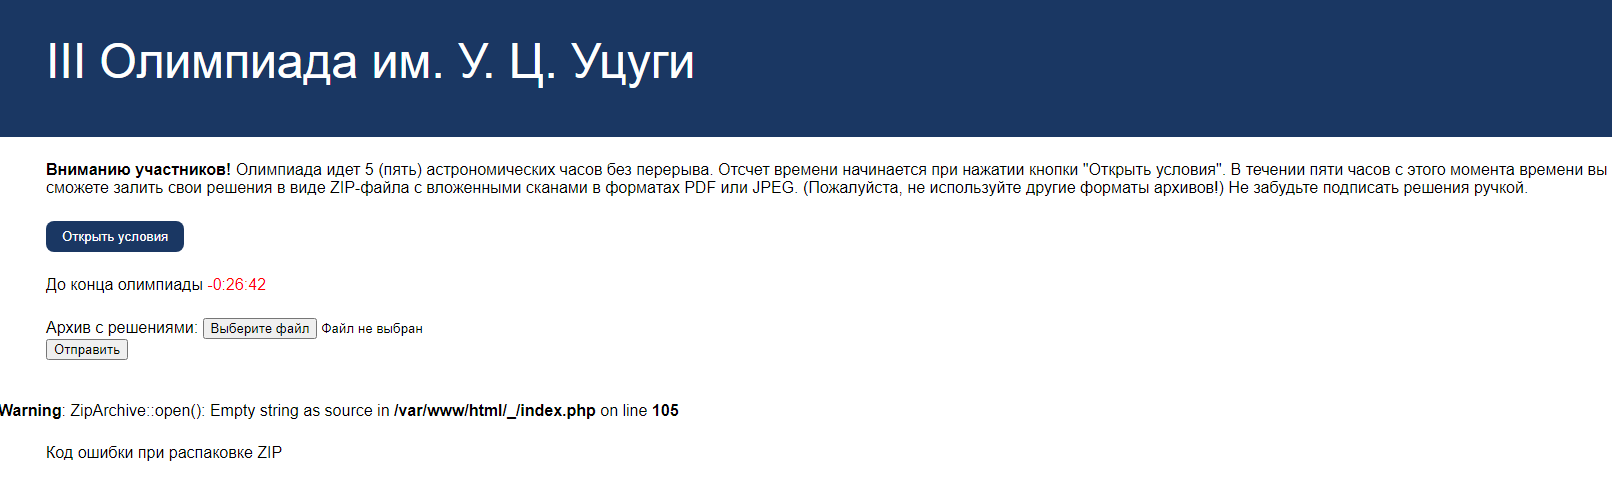 III Олимпиада им. У. Ц. Уцуги
Вниманию участников! Олимпиада идет 5 (пять) астрономических часов без перерыва. Отсчет времени начинается при нажатии кнопки "Открыть условия". В течении пяти часов с этого момента времени вы
сможете залить свои решения в виде ZIP-файла с вложенными сканами в форматах PDF или JPEG. (Пожалуйста, не используйте другие форматы архивов!) Не забудьте подписать решения ручкой.
Открыть условия
До конца олимпиады -0:26:42
Архив с решениями: Выберите файл Файл не выбран
Отправить
Warning: ZipArchive::open(): Empty string as source in /var/www/html/_/index.php on line 105
Код ошибки при распаковке ZIP